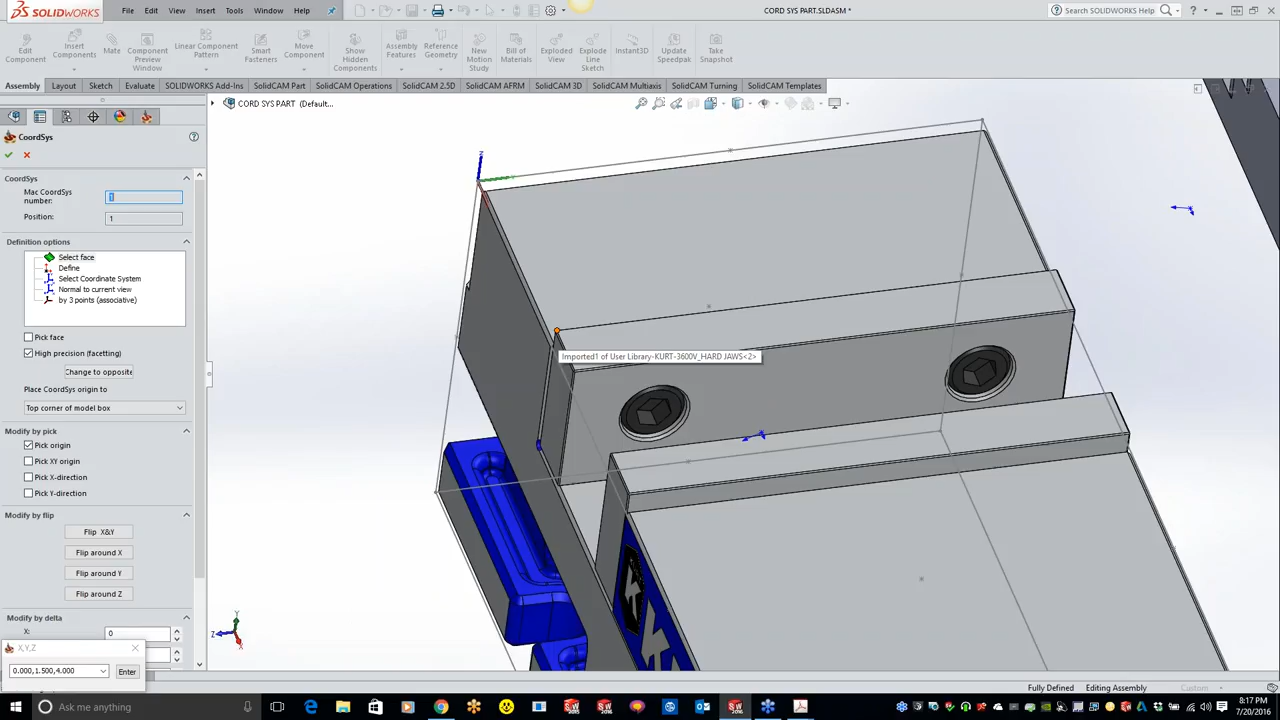 SOLIDWORKS
File Edit View Insert Tools Window Help
CORD SYS PART.SLDASM *
Search SOLIDWORKS Help
Edit Component
Insert Components
Mate
Component Preview Window
Linear Component Pattern
Smart Fasteners
Move Component
Show Hidden Components
Assembly Features
Reference Geometry
New Motion Study
Bill of Materials
Exploded View
Explode Line Sketch
Instant3D
Update Speedpak
Take Snapshot
Assembly Layout Sketch Evaluate SOLIDWORKS Add-Ins SolidCAM Part SolidCAM Operations SolidCAM 2.5D SolidCAM AFRM SolidCAM 3D SolidCAM Multiaxis SolidCAM Turning SolidCAM Templates
CORD SYS PART (Default...
CoordSys
CoordSys
Mac CoordSys number: 1
Position: 1
Definition options
Select face
Define
Select Coordinate System
Normal to current view
by 3 points (associative)
Pick face
High precision (facetting)
Change to opposite
Place CoordSys origin to
Top corner of model box
Modify by pick
Pick origin
Pick XY origin
Pick X-direction
Pick Y-direction
Modify by flip
Flip X&Y
Flip around X
Flip around Y
Flip around Z
Modify by delta
X: 0
X,Y,Z
0.000,1.500,4.000
Enter
Z
Imported1 of User Library-KURT-3600V_HARD JAWS<2>
Y
Z
X
Fully Defined Editing Assembly Custom
Ask me anything
8:17 PM
7/20/2016